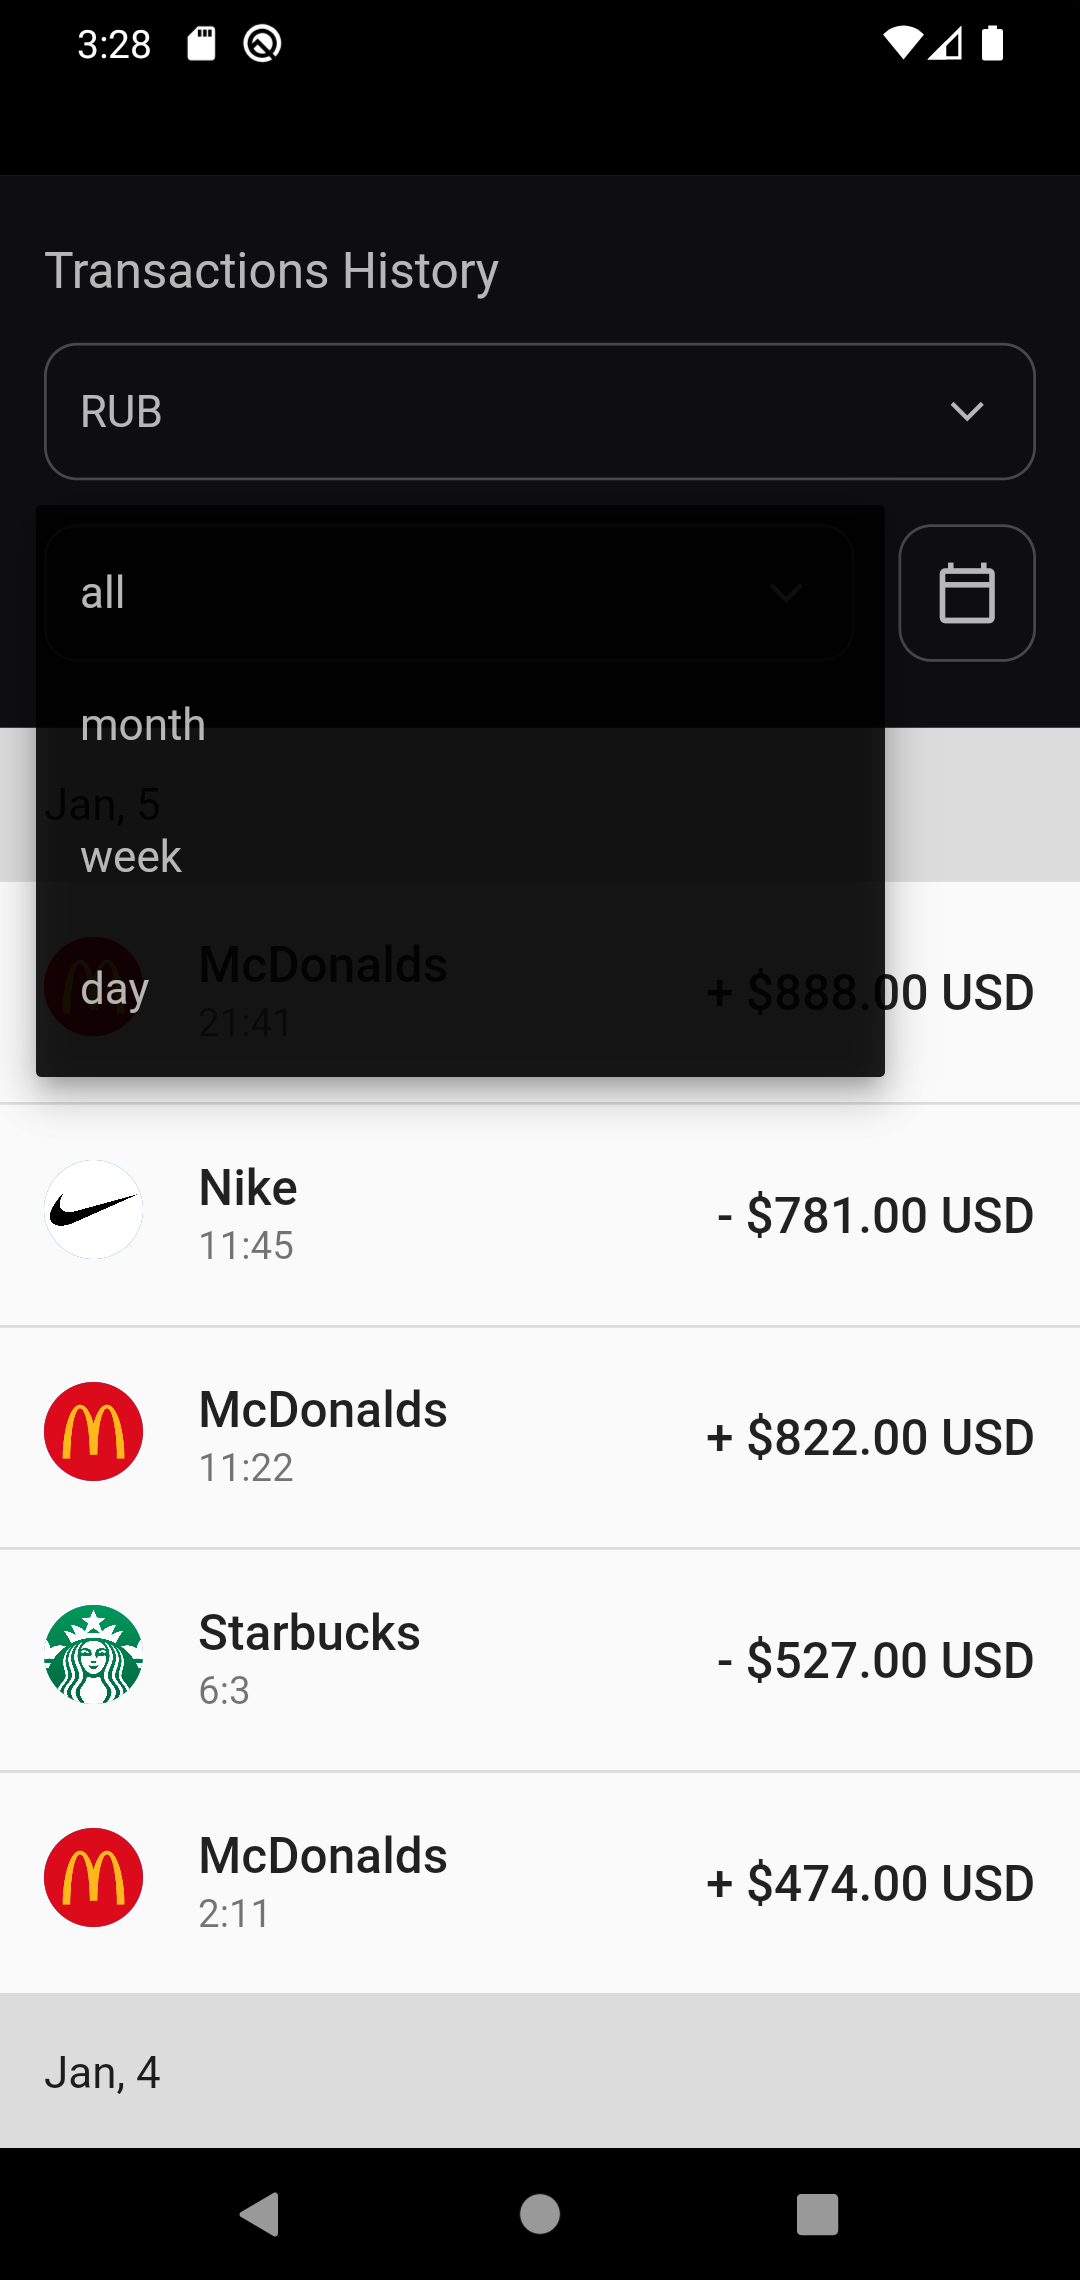 3:28
Transactions History
RUB
all
month
Jan, 5
week
McDonalds
day
21:41
+ $888.00 USD
Nike
11:45
- $781.00 USD
McDonalds
11:22
+ $822.00 USD
Starbucks
6:3
- $527.00 USD
McDonalds
2:11
+ $474.00 USD
Jan, 4